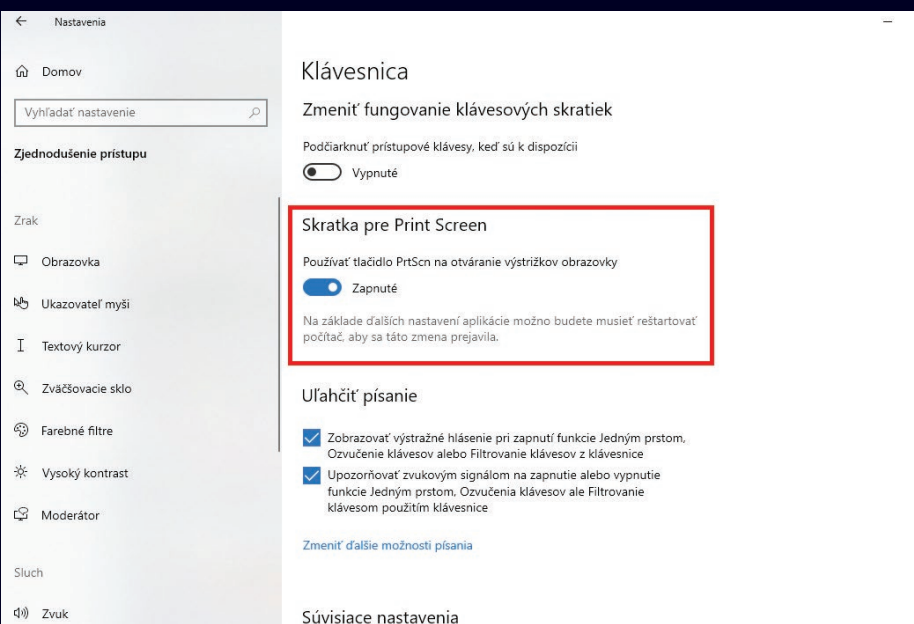 Nastavenia
Domov
Vyhľadať nastavenie
Zjednodušenie prístupu
Zrak
Obrazovka
Ukazovateľ myši
Textový kurzor
Zväčšovacie sklo
Farebné filtre
Vysoký kontrast
Moderátor
Sluch
Zvuk
Klávesnica
Zmeniť fungovanie klávesových skratiek
Podčiarknuť prístupové klávesy, keď sú k dispozícii
Vypnuté
Skratka pre Print Screen
Používať tlačidlo PrtScn na otváranie výstrižkov obrazovky
Zapnuté
Na základe ďalších nastavení aplikácie možno budete musieť reštartovať
počítač, aby sa táto zmena prejavila.
Uľahčiť písanie
Zobrazovať výstražné hlásenie pri zapnutí funkcie Jedným prstom,
Ozvučenie klávesov alebo Filtrovanie klávesov z klávesnice
Upozorňovať zvukovým signálom na zapnutie alebo vypnutie
funkcie Jedným prstom, Ozvučenia klávesov ale Filtrovanie
klávesom použitím klávesnice
Zmeniť ďalšie možnosti písania
Súvisiace nastavenia